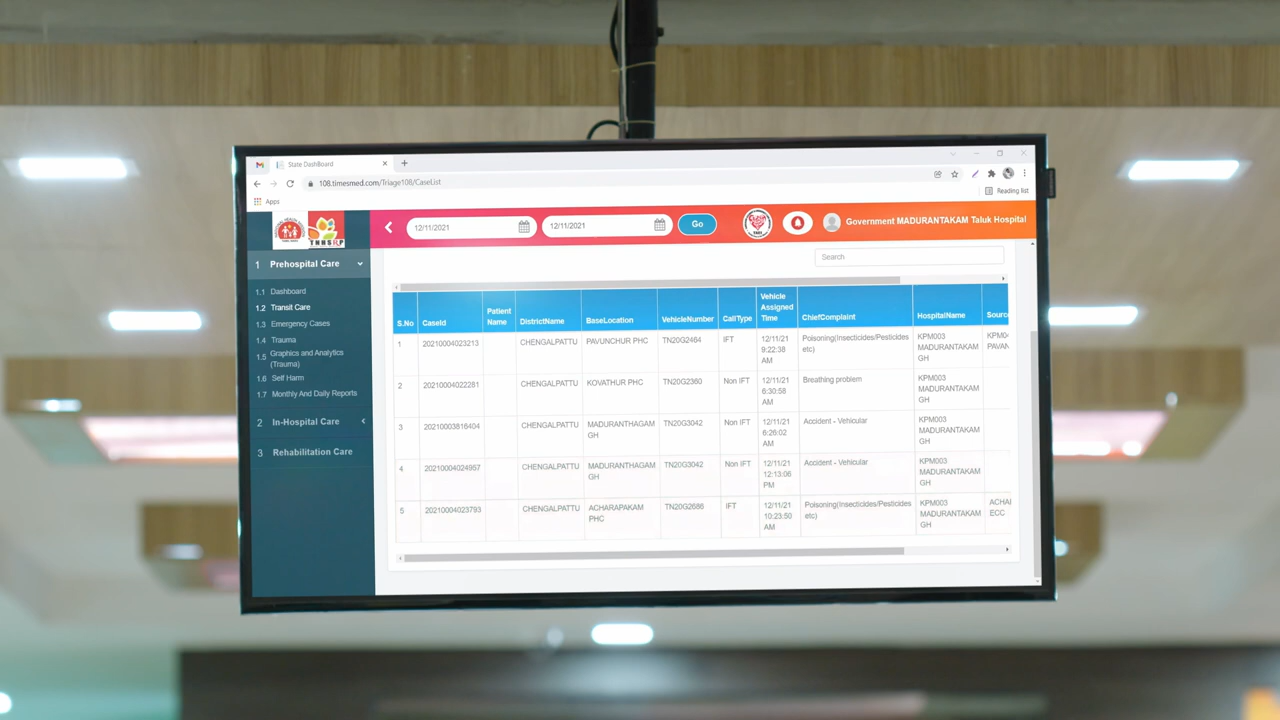 State DashBoard
108.timesmed.com/Triage108/CaseList
Reading list
Apps
TNHSRP
12/11/2021
12/11/2021
Go
Government MADURANTAKAM Taluk Hospital
1 Prehospital Care
1.1 Dashboard
1.2 Transit Care
1.3 Emergency Cases
1.4 Trauma
1.5 Graphics and Analytics
(Trauma)
1.6 Self Harm
1.7 Monthly And Daily Reports
2 In-Hospital Care
3 Rehabilitation Care
Search
S.No CaseId Patient Name DistrictName BaseLocation VehicleNumber CallType Vehicle Assigned Time ChiefComplaint HospitalName Sourc
1 20210004023213 CHENGALPATTU PAVUNCHUR PHC TN20G2464 IFT 12/11/21 9:22:38 AM Poisoning(Insecticides/Pesticides etc) KPM003 MADURANTAKAM GH KPM0 PAVAN
2 20210004022281 CHENGALPATTU KOVATHUR PHC TN20G2360 Non IFT 12/11/21 6:30:58 AM Breathing problem KPM003 MADURANTAKAM GH
3 20210003816404 CHENGALPATTU MADURANTHAGAM GH TN20G3042 Non IFT 12/11/21 6:26:02 AM Accident - Vehicular KPM003 MADURANTAKAM GH
4 20210004024957 CHENGALPATTU MADURANTHAGAM GH TN20G3042 Non IFT 12/11/21 12:13:06 PM Accident - Vehicular KPM003 MADURANTAKAM GH
5 20210004023793 CHENGALPATTU ACHARAPAKAM PHC TN20G2686 IFT 12/11/21 10:23:50 AM Poisoning(Insecticides/Pesticides etc) KPM003 MADURANTAKAM GH ACHAI ECC